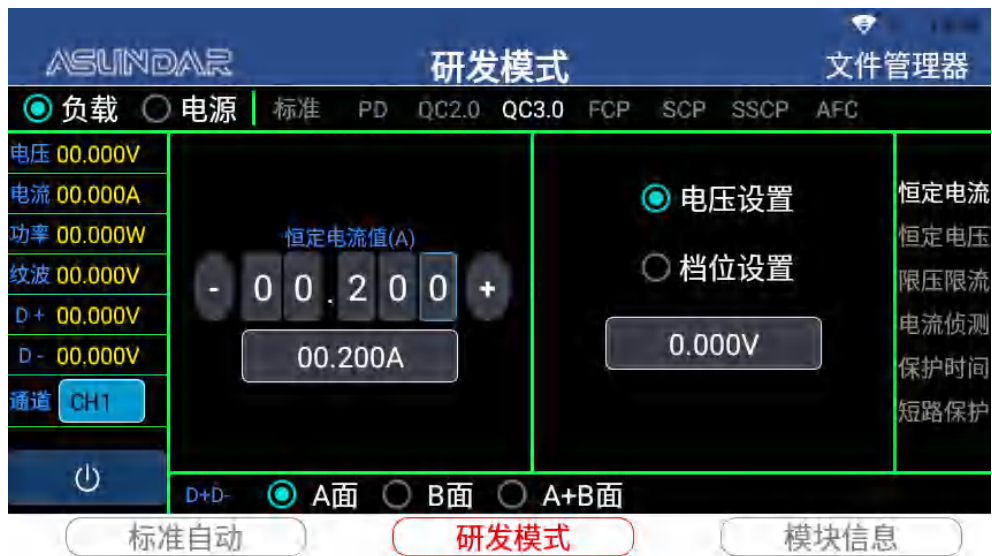 ASUNDAR 研发模式 文件管理器
负载 电源 标准 PD QC2.0 QC3.0 FCP SCP SSCP AFC
电压 00.000V
电流 00.000A
功率 00.000W
纹波 00.000V
D+ 00.000V
D- 00.000V
通道 CH1
恒定电流值(A)
- 0 0 . 2 0 0 +
00.200A
电压设置
档位设置
0.000V
恒定电流
恒定电压
限压限流
电流侦测
保护时间
短路保护
D+D- A面 B面 A+B面
标准自动 研发模式 模块信息